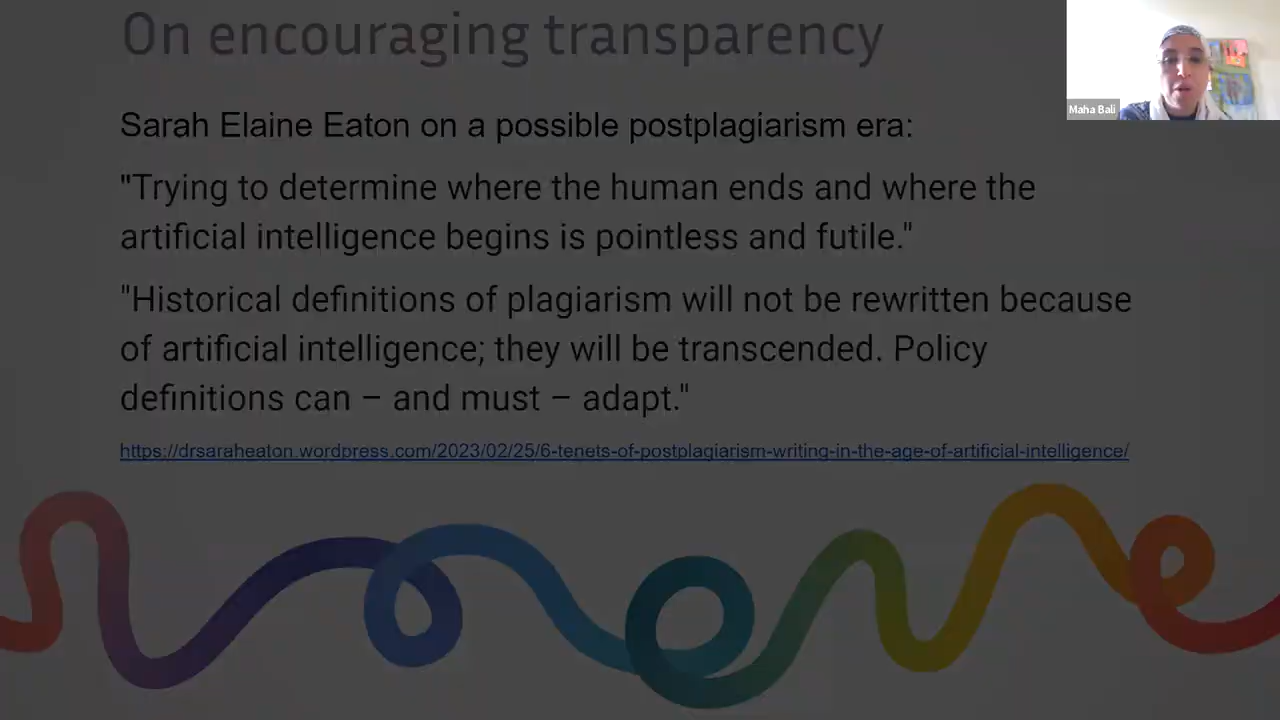 On encouraging transparency
Maha Bali
Sarah Elaine Eaton on a possible postplagiarism era:
"Trying to determine where the human ends and where the
artificial intelligence begins is pointless and futile."
"Historical definitions of plagiarism will not be rewritten because
of artificial intelligence; they will be transcended. Policy
definitions can – and must – adapt."
https://drsaraheaton.wordpress.com/2023/02/25/6-tenets-of-postplagiarism-writing-in-the-age-of-artificial-intelligence/